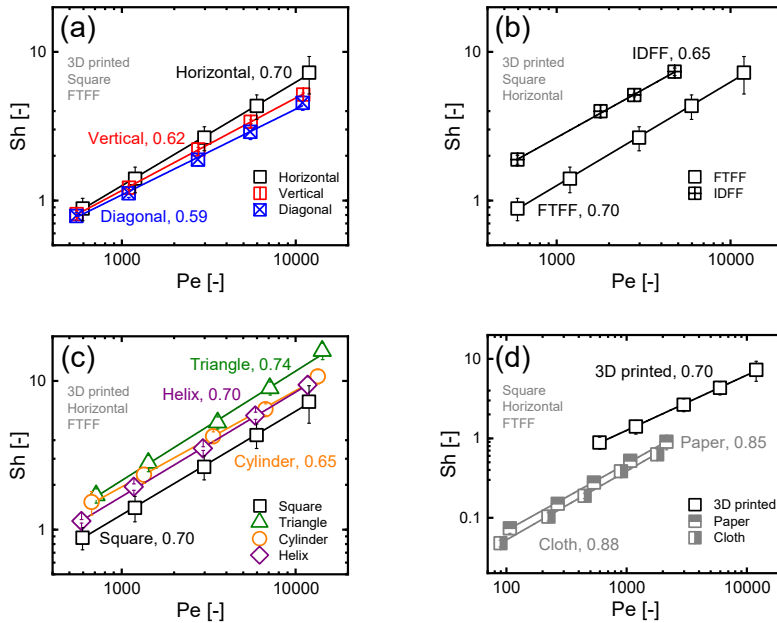 (a)
3D printed
Square
FTFF
Horizontal, 0.70
Vertical, 0.62
Diagonal, 0.59
Horizontal
Vertical
Diagonal
10
1
Sh [-]
1000
10000
Pe [-]
(b)
3D printed
Square
Horizontal
IDFF, 0.65
FTFF, 0.70
FTFF
IDFF
10
1
Sh [-]
1000
10000
Pe [-]
(c)
3D printed
Horizontal
FTFF
Triangle, 0.74
Helix, 0.70
Cylinder, 0.65
Square, 0.70
Square
Triangle
Cylinder
Helix
10
1
Sh [-]
1000
10000
Pe [-]
(d)
Square
Horizontal
FTFF
3D printed, 0.70
Paper, 0.85
Cloth, 0.88
3D printed
Paper
Cloth
10
1
0.1
Sh [-]
100
1000
10000
Pe [-]